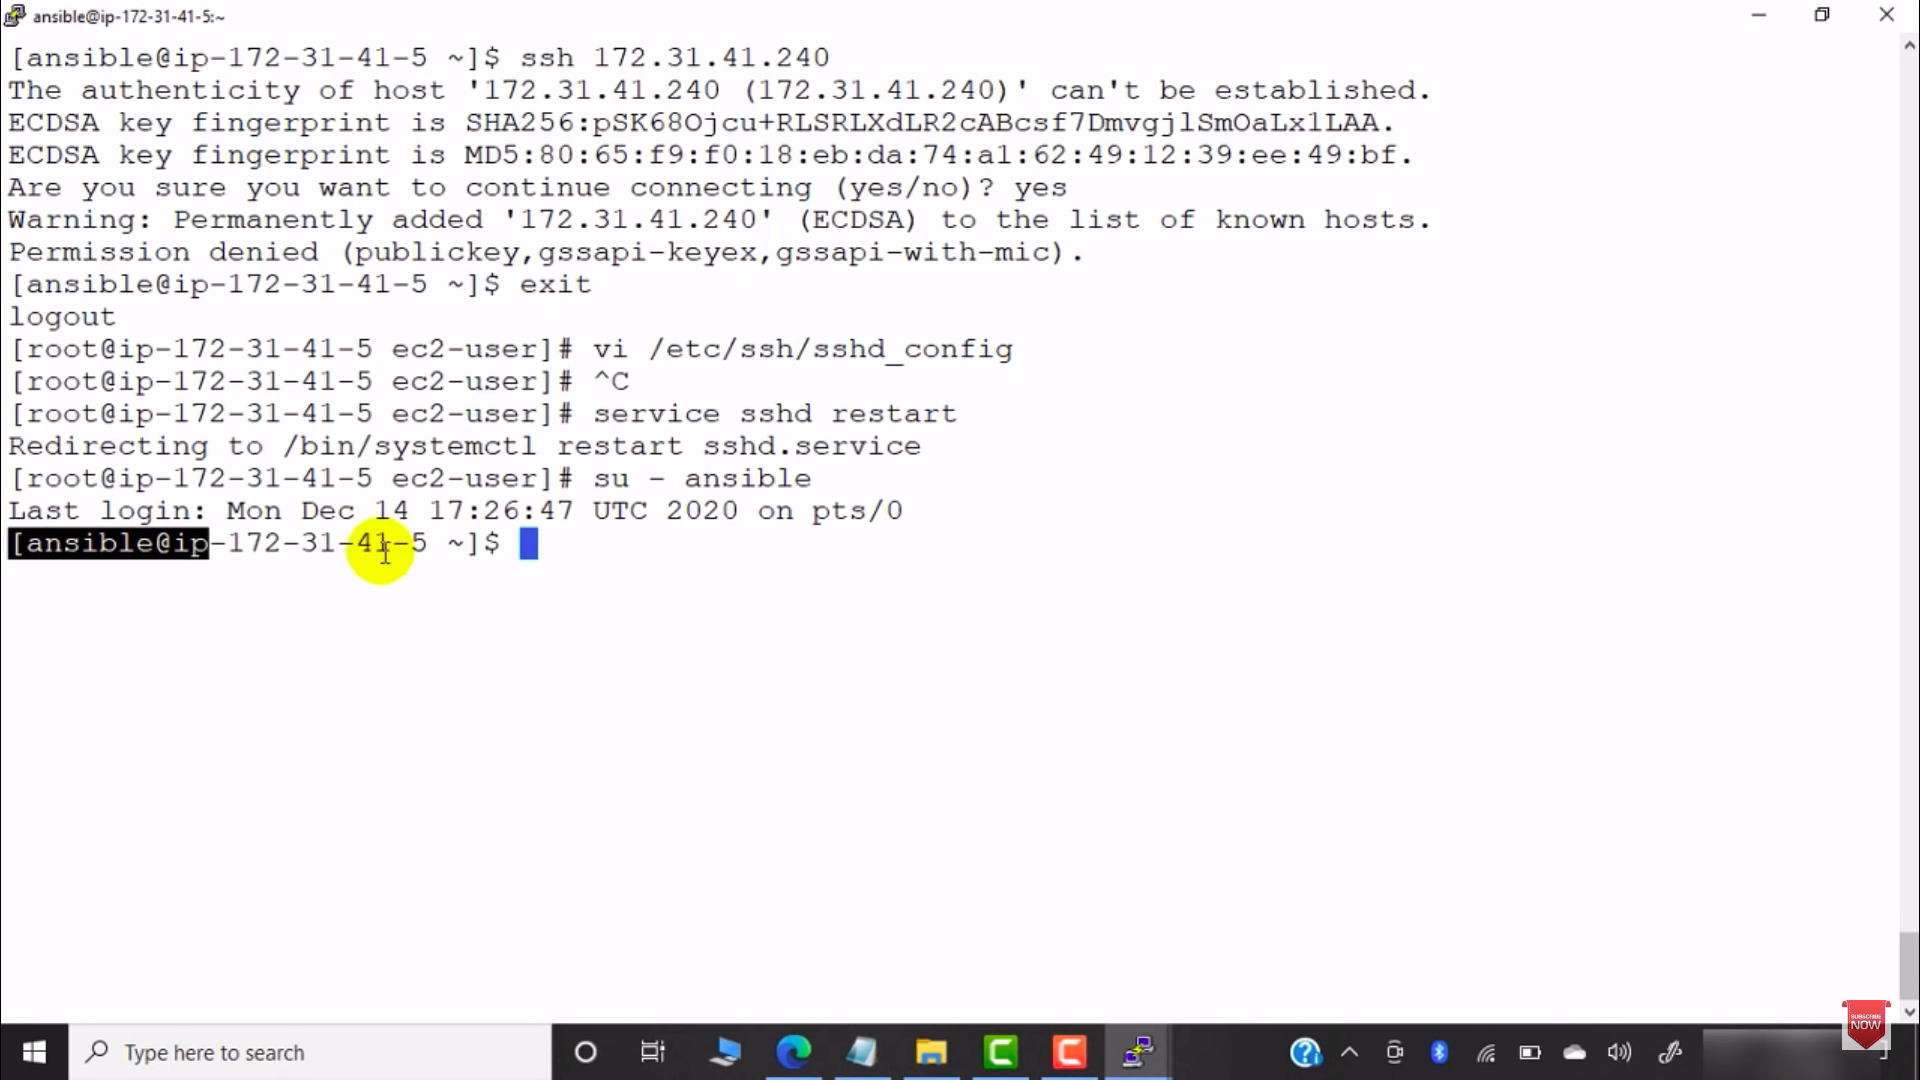 ansible@ip-172-31-41-5:~
[ansible@ip-172-31-41-5 ~]$ ssh 172.31.41.240
The authenticity of host '172.31.41.240 (172.31.41.240)' can't be established.
ECDSA key fingerprint is SHA256:pSK68Ojcu+RLSRLXdLR2cABcsf7DmvgjlSmOaLx1LAA.
ECDSA key fingerprint is MD5:80:65:f9:f0:18:eb:da:74:a1:62:49:12:39:ee:49:bf.
Are you sure you want to continue connecting (yes/no)? yes
Warning: Permanently added '172.31.41.240' (ECDSA) to the list of known hosts.
Permission denied (publickey,gssapi-keyex,gssapi-with-mic).
[ansible@ip-172-31-41-5 ~]$ exit
logout
[root@ip-172-31-41-5 ec2-user]# vi /etc/ssh/sshd_config
[root@ip-172-31-41-5 ec2-user]# ^C
[root@ip-172-31-41-5 ec2-user]# service sshd restart
Redirecting to /bin/systemctl restart sshd.service
[root@ip-172-31-41-5 ec2-user]# su - ansible
Last login: Mon Dec 14 17:26:47 UTC 2020 on pts/0
[ansible@ip-172-31-41-5 ~]$
SUBSCRIBE
NOW
Type here to search